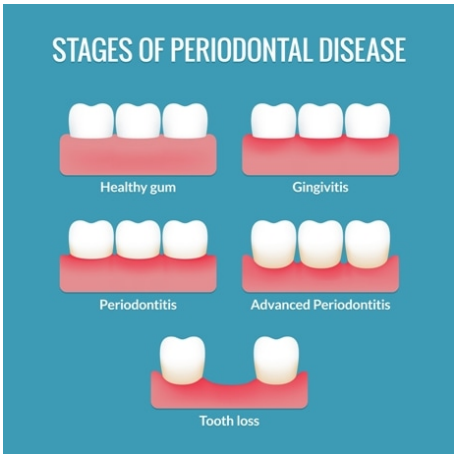 STAGES OF PERIODONTAL DISEASE
Healthy gum
Gingivitis
Periodontitis
Advanced Periodontitis
Tooth loss